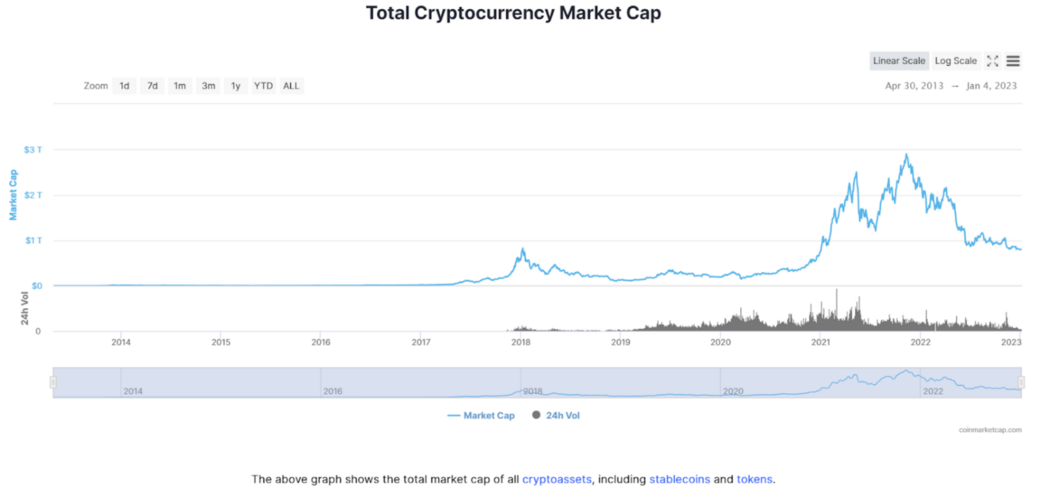 Total Cryptocurrency Market Cap
Linear Scale Log Scale
Zoom 1d 7d 1m 3m 1y YTD ALL
Apr 30, 2013 → Jan 4, 2023
Market Cap
$3 T
$2 T
$1 T
$0
24h Vol
0
2014 2015 2016 2017 2018 2019 2020 2021 2022 2023
2014 2016 2018 2020 2022
Market Cap 24h Vol
coinmarketcap.com
The above graph shows the total market cap of all cryptoassets, including stablecoins and tokens.